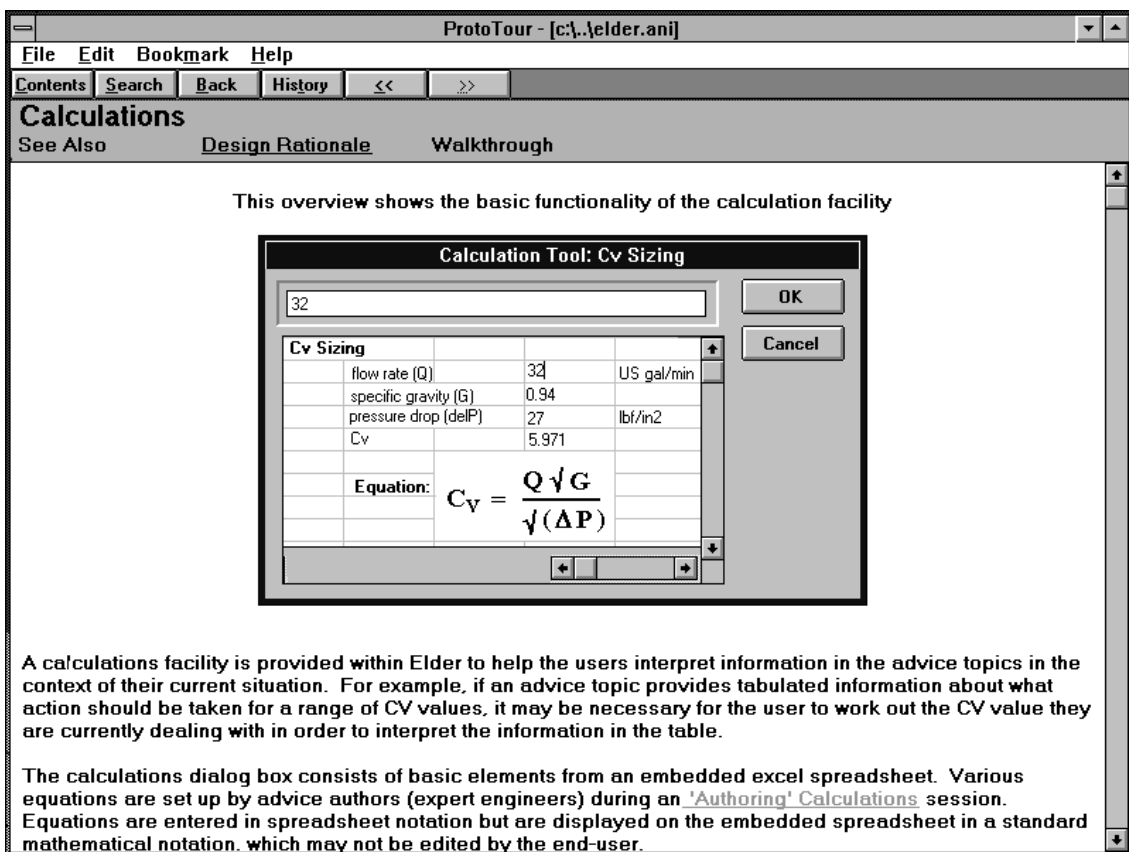 ProtoTour - [c:\..\elder.ani]
File Edit Bookmark Help
Contents Search Back History << >>
Calculations
See Also Design Rationale Walkthrough
This overview shows the basic functionality of the calculation facility
Calculation Tool: Cv Sizing
32
OK
Cancel
Cv Sizing
flow rate (Q) 32 US gal/min
specific gravity (G) 0.94
pressure drop (delP) 27 lbf/in2
Cv 5.971
Equation: C_V = Q √ G / √ (Δ P)
A calculations facility is provided within Elder to help the users interpret information in the advice topics in the
context of their current situation. For example, if an advice topic provides tabulated information about what
action should be taken for a range of CV values, it may be necessary for the user to work out the CV value they
are currently dealing with in order to interpret the information in the table.
The calculations dialog box consists of basic elements from an embedded excel spreadsheet. Various
equations are set up by advice authors (expert engineers) during an 'Authoring' Calculations session.
Equations are entered in spreadsheet notation but are displayed on the embedded spreadsheet in a standard
mathematical notation, which may not be edited by the end-user.